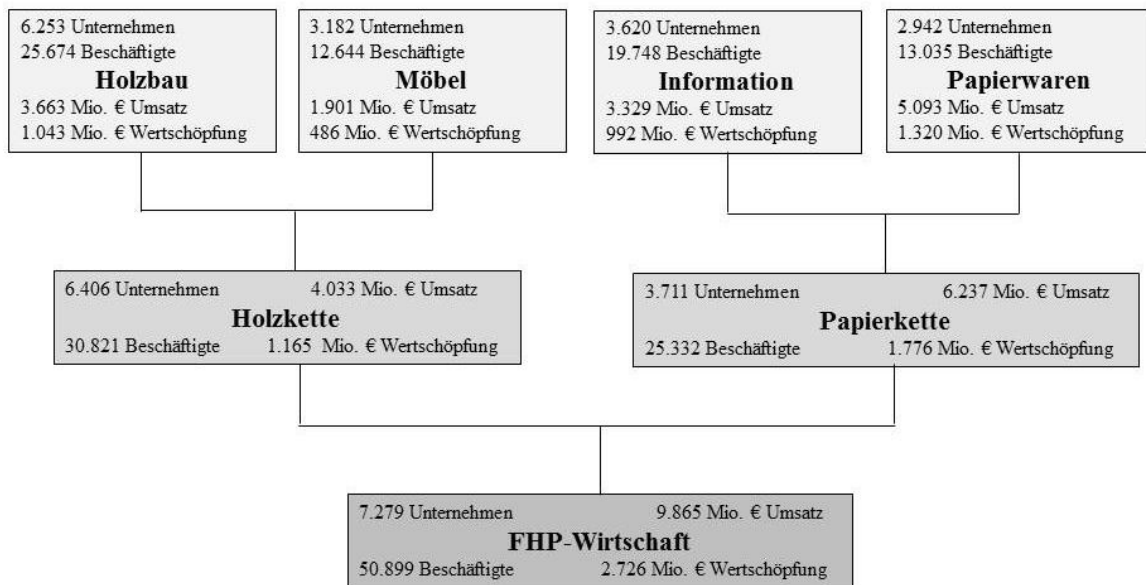 6.253 Unternehmen
25.674 Beschäftigte
Holzbau
3.663 Mio. € Umsatz
1.043 Mio. € Wertschöpfung
3.182 Unternehmen
12.644 Beschäftigte
Möbel
1.901 Mio. € Umsatz
486 Mio. € Wertschöpfung
3.620 Unternehmen
19.748 Beschäftigte
Information
3.329 Mio. € Umsatz
992 Mio. € Wertschöpfung
2.942 Unternehmen
13.035 Beschäftigte
Papierwaren
5.093 Mio. € Umsatz
1.320 Mio. € Wertschöpfung
6.406 Unternehmen 4.033 Mio. € Umsatz
Holzkette
30.821 Beschäftigte 1.165 Mio. € Wertschöpfung
3.711 Unternehmen 6.237 Mio. € Umsatz
Papierkette
25.332 Beschäftigte 1.776 Mio. € Wertschöpfung
7.279 Unternehmen 9.865 Mio. € Umsatz
FHP-Wirtschaft
50.899 Beschäftigte 2.726 Mio. € Wertschöpfung